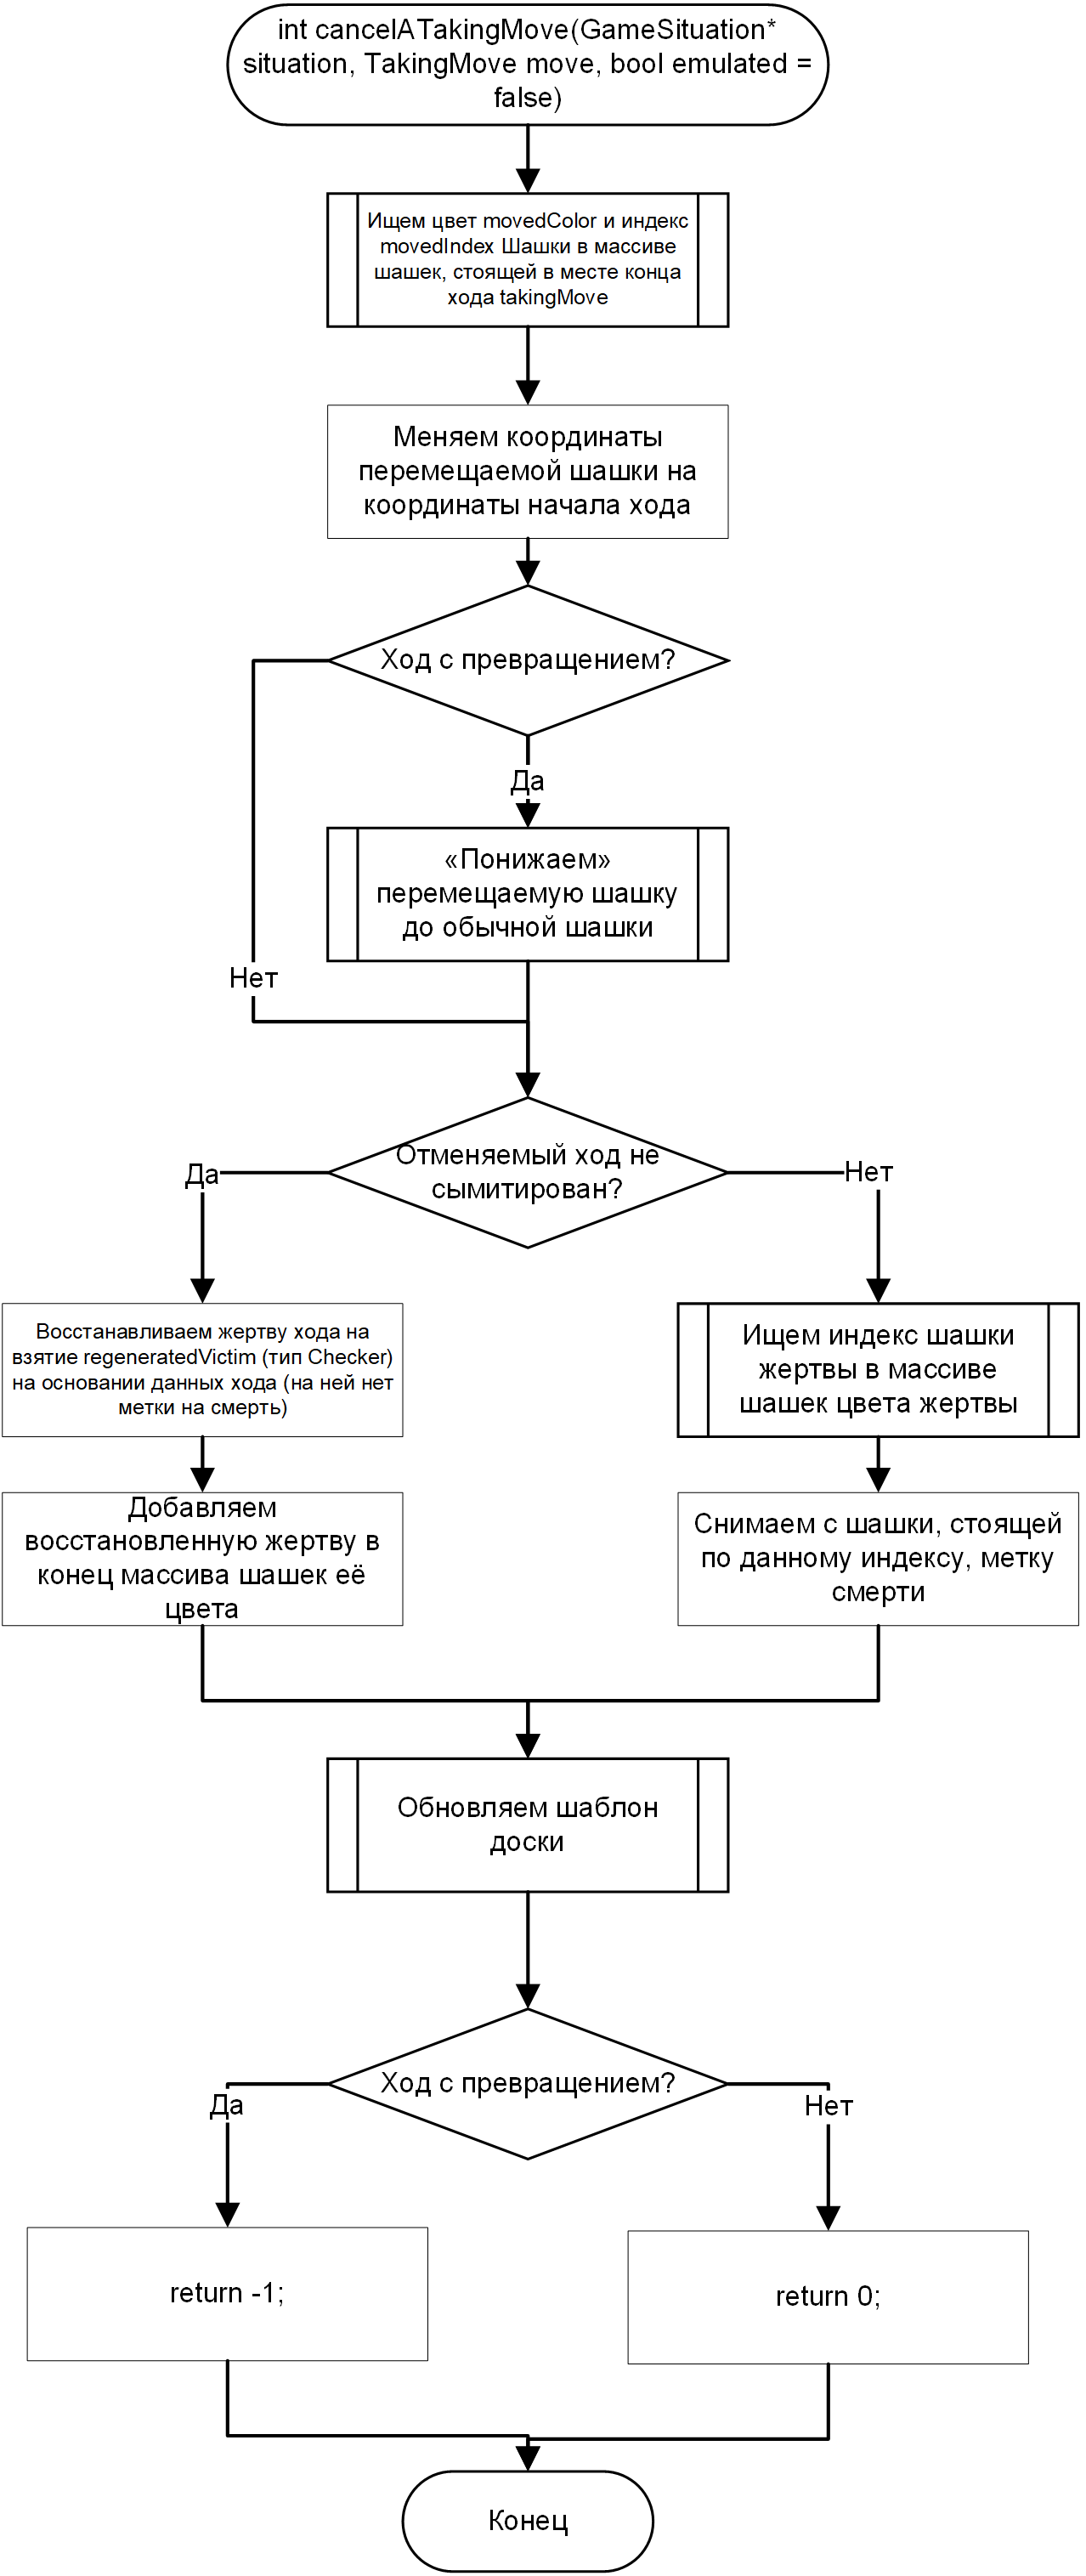 int cancelATakingMove(GameSituation*
situation, TakingMove move, bool emulated =
false)
Ищем цвет movedColor и индекс
movedIndex Шашки в массиве
шашек, стоящей в месте конца
хода takingMove
Меняем координаты
перемещаемой шашки на
координаты начала хода
Ход с превращением?
Да
«Понижаем»
перемещаемую шашку
до обычной шашки
Нет
Отменяемый ход не
сымитирован?
Да
Нет
Восстанавливаем жертву хода на
взятие regeneratedVictim (тип Checker)
на основании данных хода (на ней нет
метки на смерть)
Ищем индекс шашки
жертвы в массиве
шашек цвета жертвы
Добавляем
восстановленную жертву в
конец массива шашек её
цвета
Снимаем с шашки, стоящей
по данному индексу, метку
смерти
Обновляем шаблон
доски
Ход с превращением?
Да
Нет
return -1;
return 0;
Конец